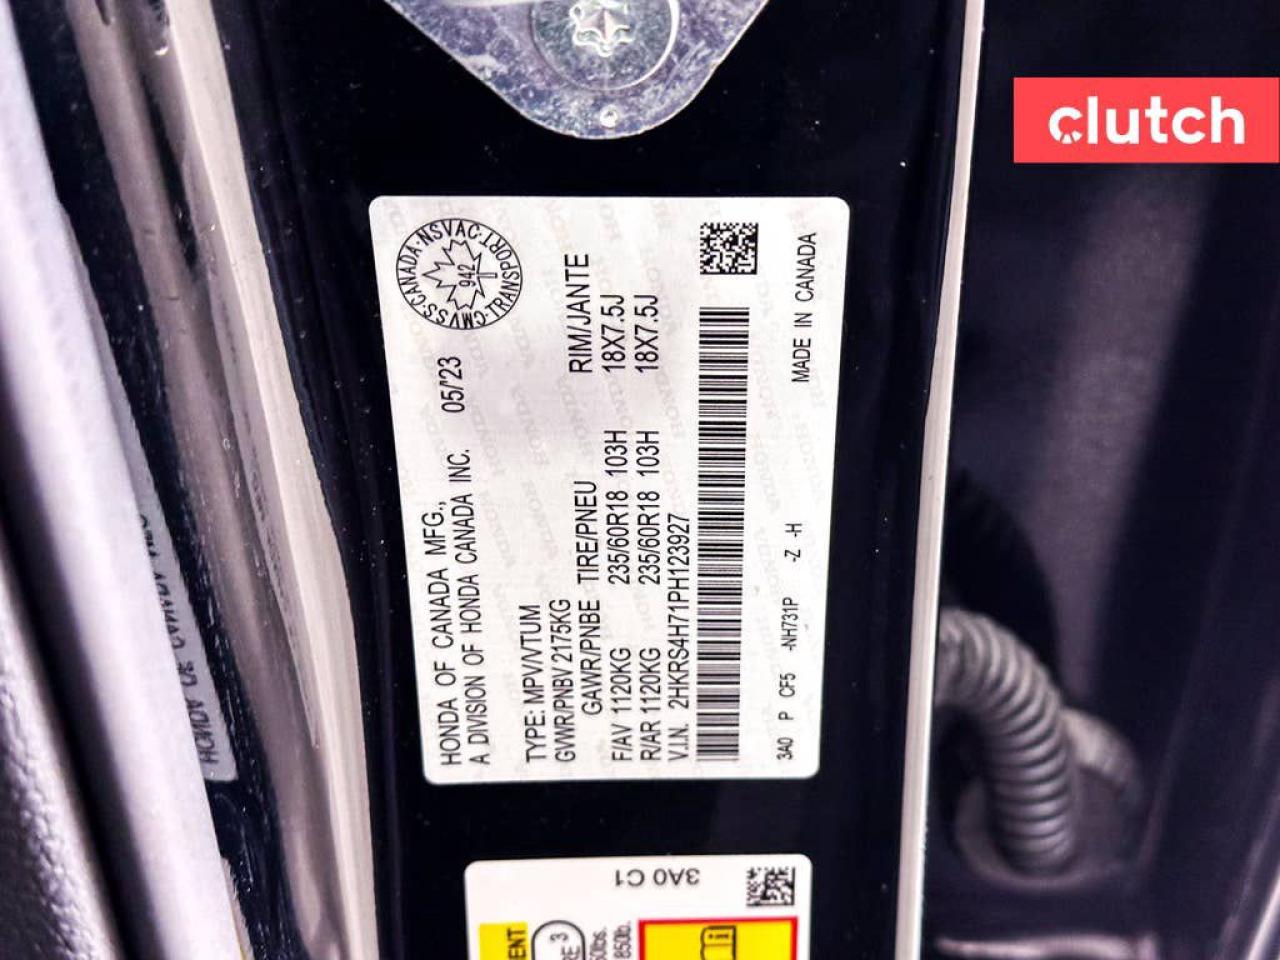 clutch
CMVSS·CANADA·NSVAC·TRANSPORT
942
HONDA OF CANADA MFG.,
A DIVISION OF HONDA CANADA INC. 05/'23
TYPE: MPV/VTUM
GVWR/PNBV 2175KG
GAWR/PNBE TIRE/PNEU RIM/JANTE
F/AV 1120KG 235/60R18 103H 18X7.5J
R/AR 1120KG 235/60R18 103H 18X7.5J
V.I.N. 2HKRS4H71PH123927
3A0 P CF5 -NH731P -Z -H MADE IN CANADA
3A0 C1